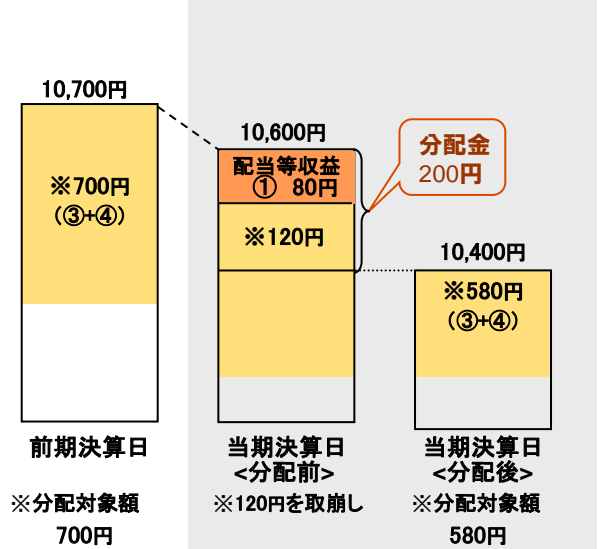 10,700円
※700円
(③+④)
前期決算日
※分配対象額
700円
10,600円
配当等収益
① 80円
※120円
当期決算日
<分配前>
※120円を取崩し
分配金
200円
10,400円
※580円
(③+④)
当期決算日
<分配後>
※分配対象額
580円